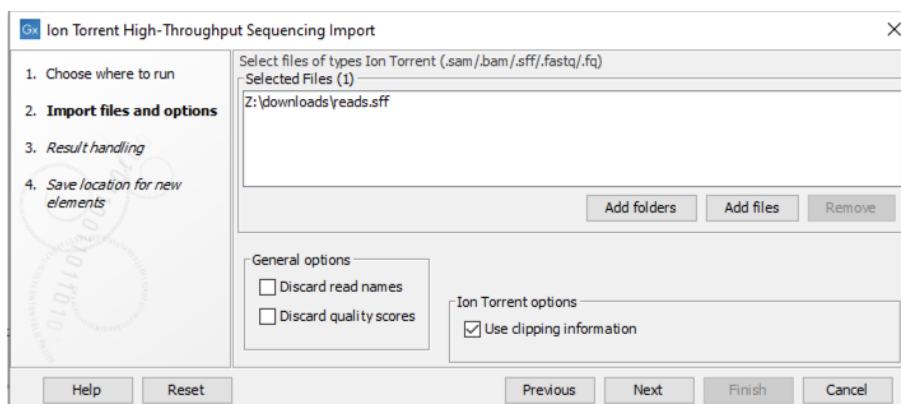 Gx Ion Torrent High-Throughput Sequencing Import
1. Choose where to run
2. Import files and options
3. Result handling
4. Save location for new
elements
Select files of types Ion Torrent (.sam/.bam/.sff/.fastq/.fq)
Selected Files (1)
Z:\downloads\reads.sff
Add folders Add files Remove
General options
Discard read names
Discard quality scores
Ion Torrent options
Use clipping information
Help Reset Previous Next Finish Cancel